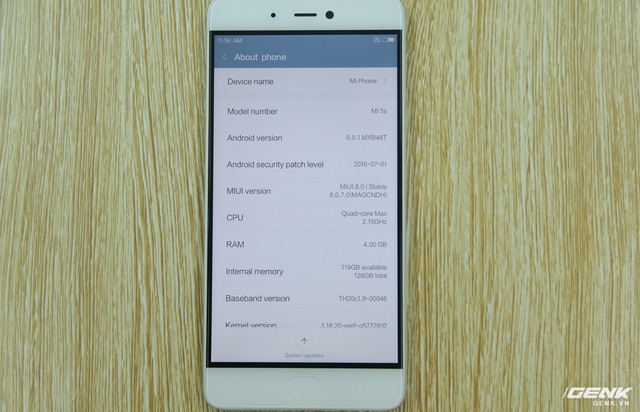 11:56 AM
About phone
Device name Mi Phone
Model number Mi 5s
Android version 6.0.1 MXB48T
Android security patch level 2016-07-01
MIUI version MIUI 8.0 | Stable
8.0.7.0(MAGCNDH)
CPU Quad-core Max
2.15GHz
RAM 4.00 GB
Internal memory 119GB available
128GB total
Baseband version TH20c1.9-00046
Kernel version 3.18.20-perf-g5772932
System updates
GENK
GENK.VN